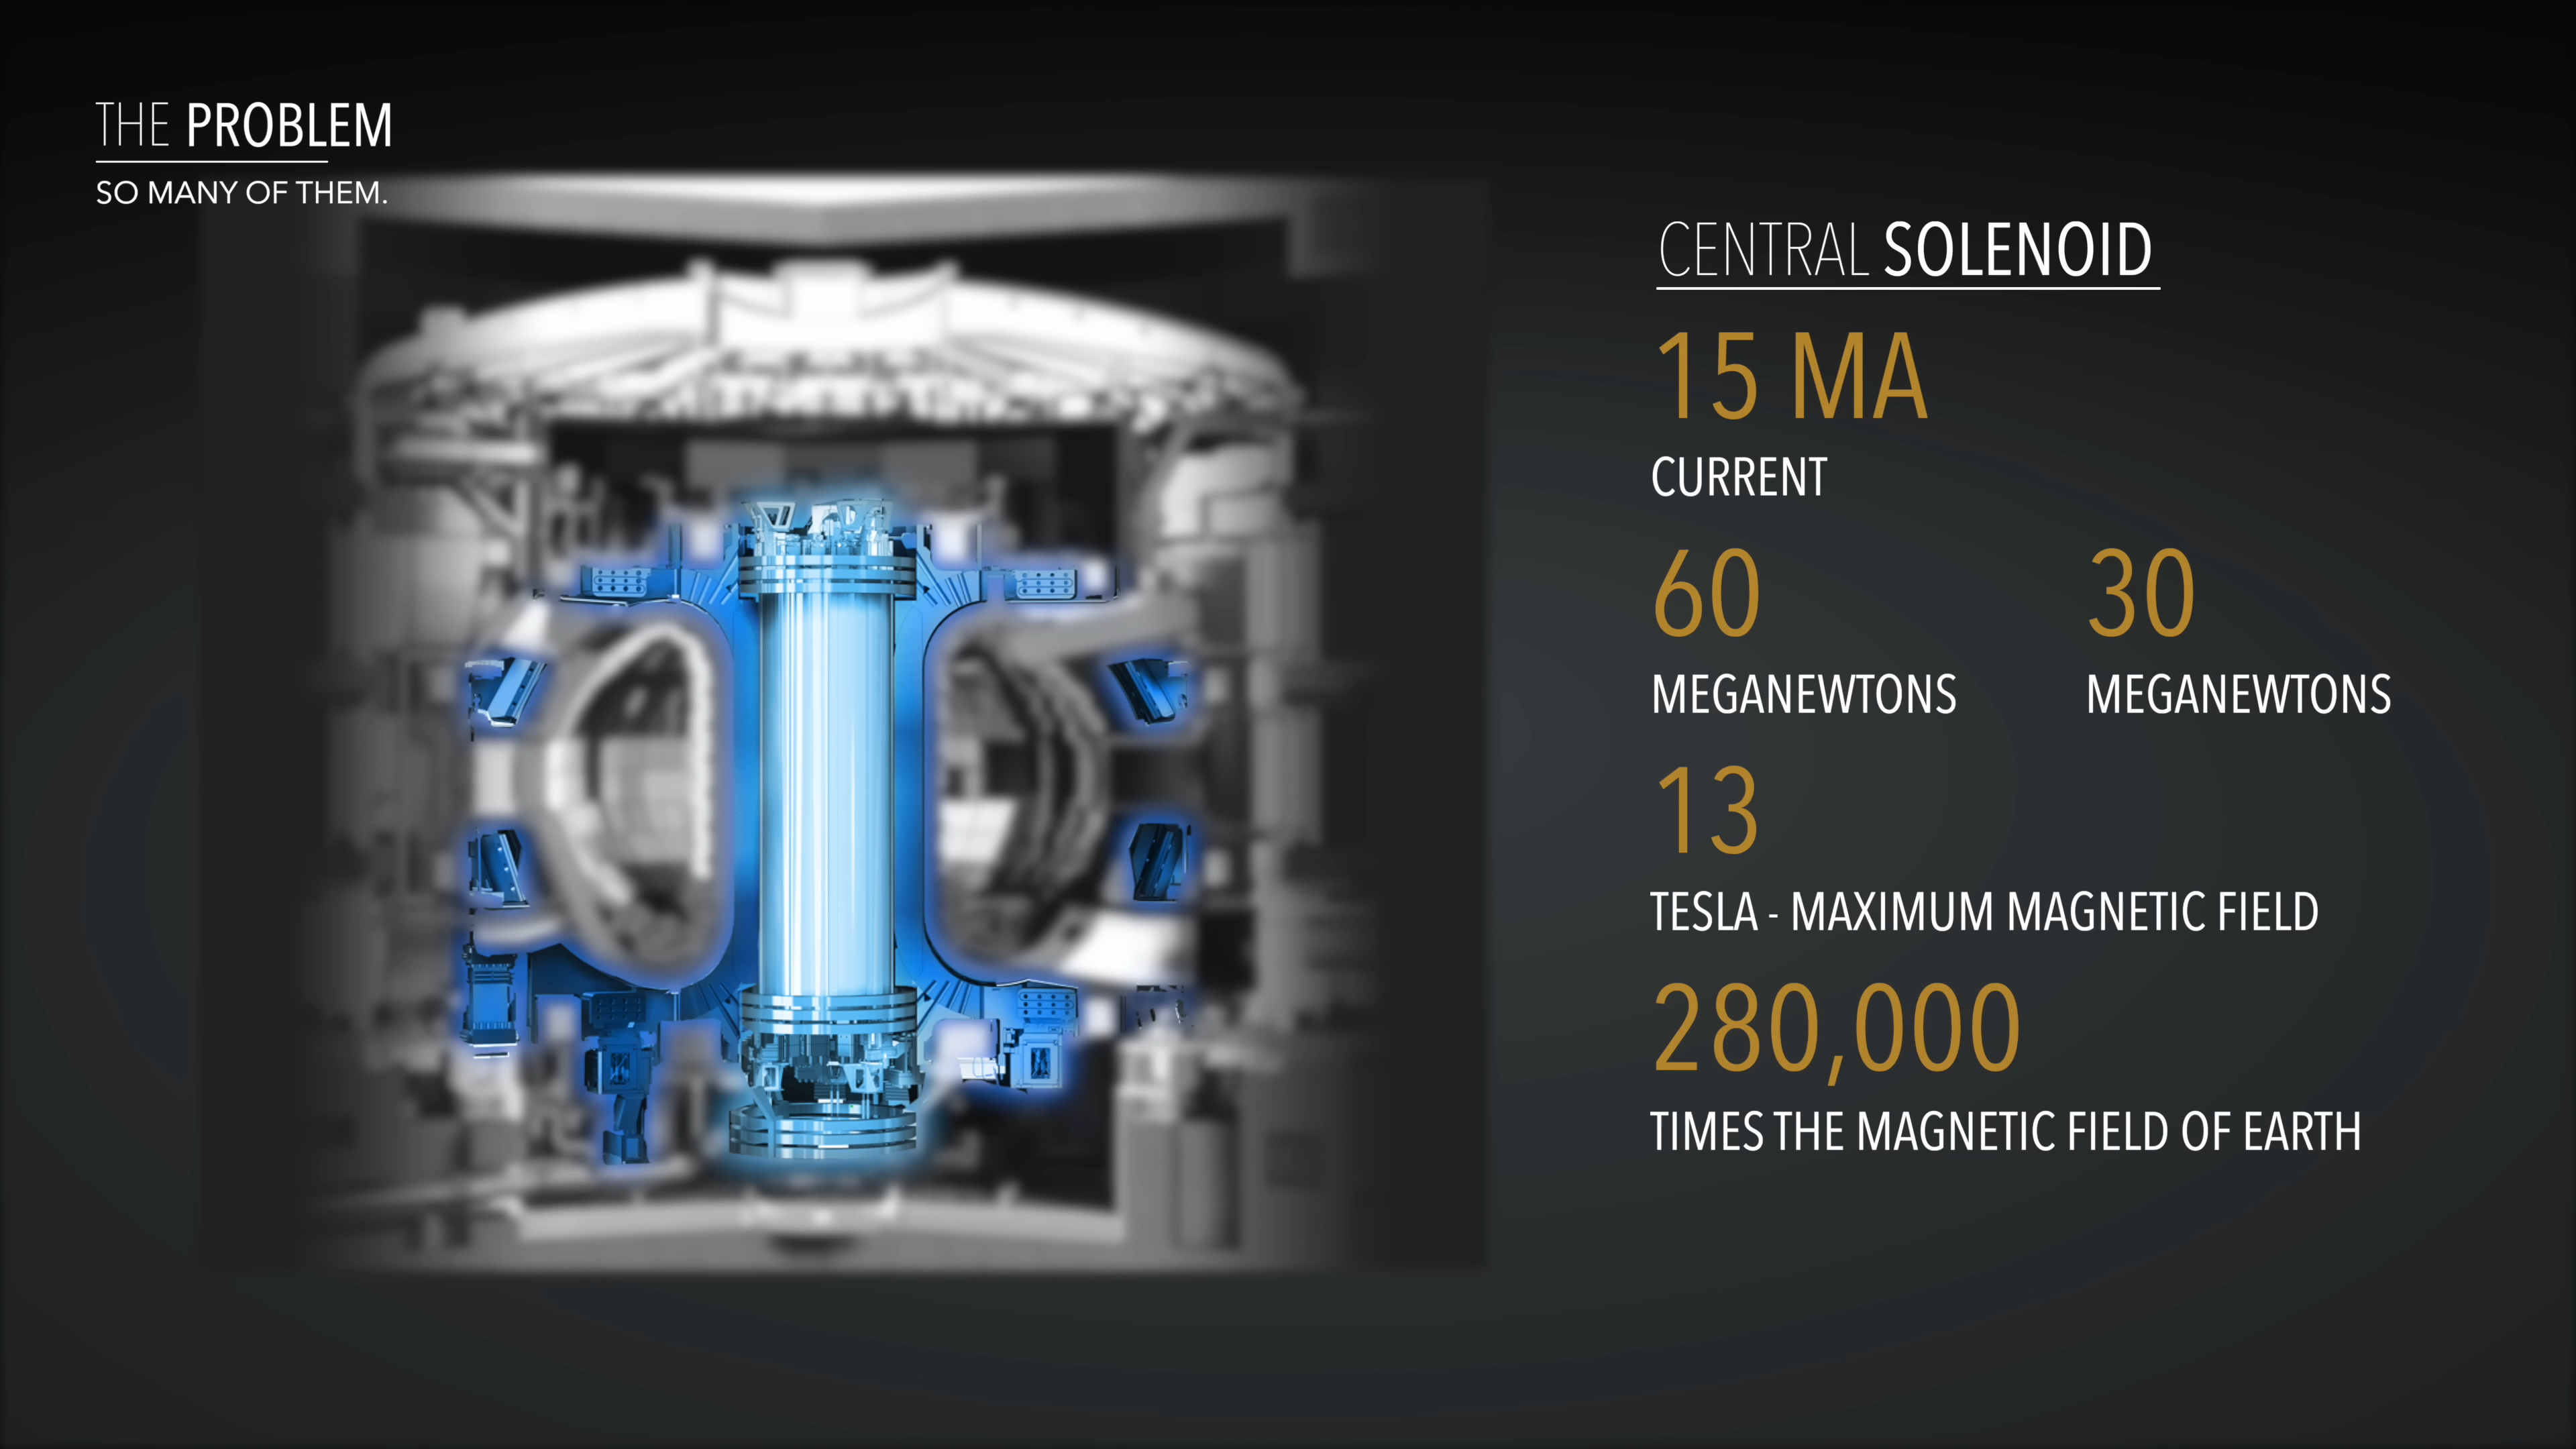 THE PROBLEM
SO MANY OF THEM.
CENTRAL SOLENOID
15 MA
CURRENT
60
MEGANEWTONS
30
MEGANEWTONS
13
TESLA - MAXIMUM MAGNETIC FIELD
280,000
TIMES THE MAGNETIC FIELD OF EARTH